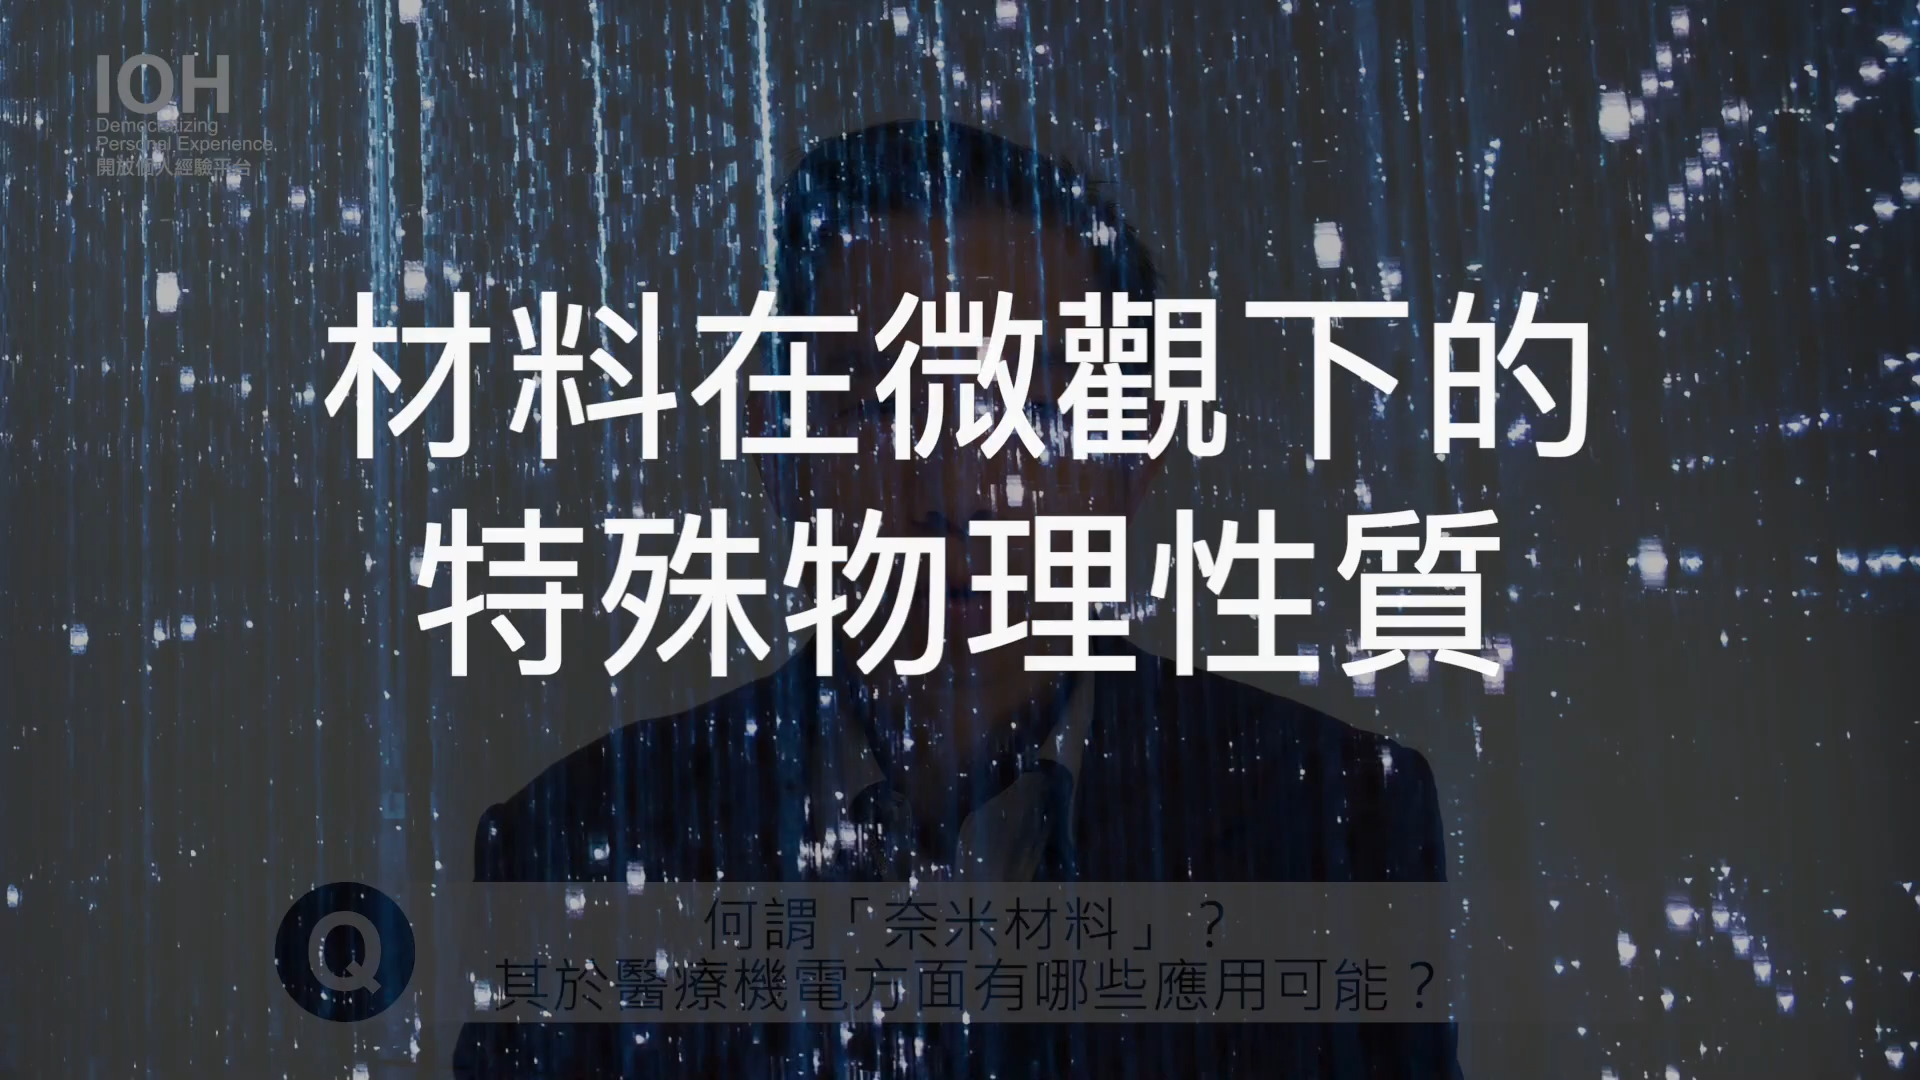 IOH
Democratizing
Personal Experience
開放個人經驗平台
材料在微觀下的
特殊物理性質
Q
何謂「奈米材料」？
其於醫療機電方面有哪些應用可能？